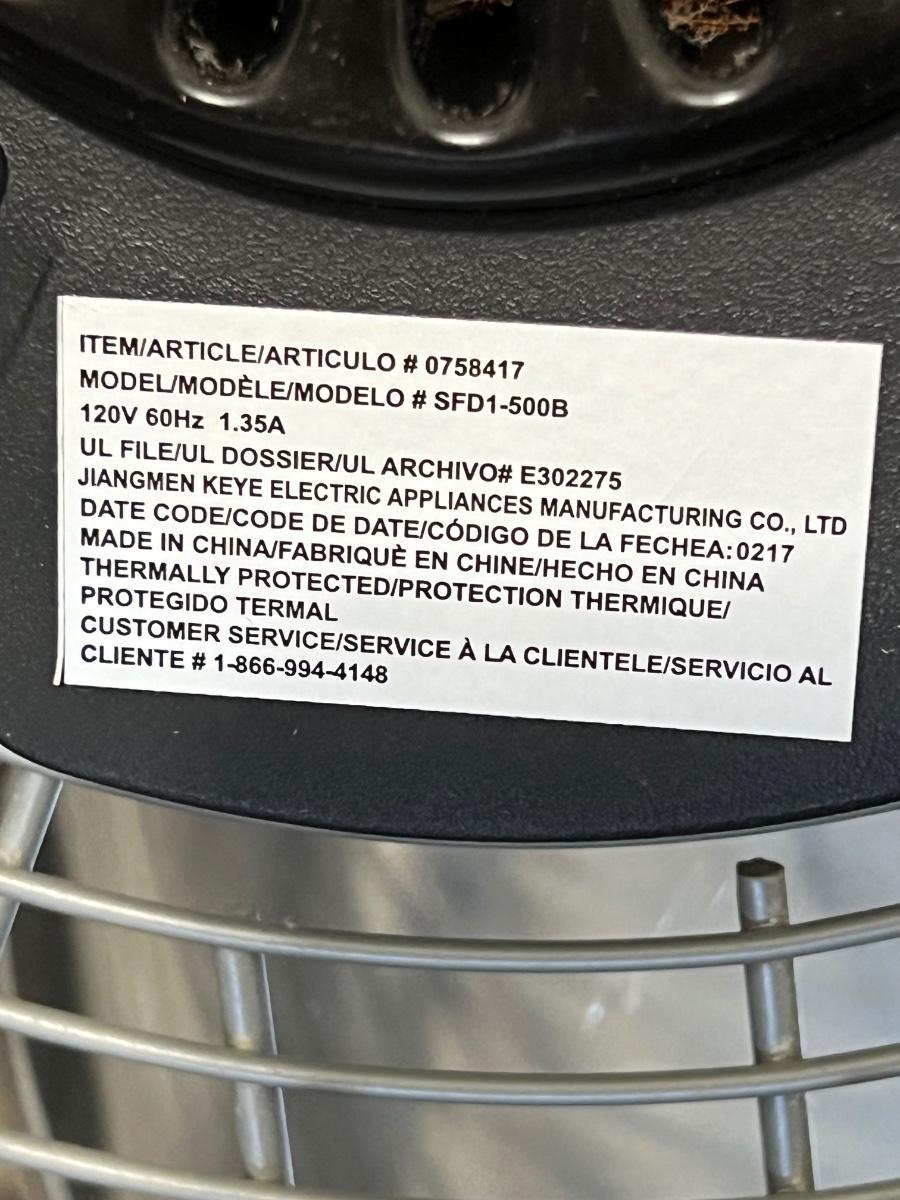 ITEM/ARTICLE/ARTICULO # 0758417
MODEL/MODÈLE/MODELO # SFD1-500B
120V 60Hz 1.35A
UL FILE/UL DOSSIER/UL ARCHIVO# E302275
JIANGMEN KEYE ELECTRIC APPLIANCES MANUFACTURING CO., LTD
DATE CODE/CODE DE DATE/CÓDIGO DE LA FECHEA:0217
MADE IN CHINA/FABRIQUÈ EN CHINE/HECHO EN CHINA
THERMALLY PROTECTED/PROTECTION THERMIQUE/
PROTEGIDO TERMAL
CUSTOMER SERVICE/SERVICE À LA CLIENTELE/SERVICIO AL
CLIENTE # 1-866-994-4148